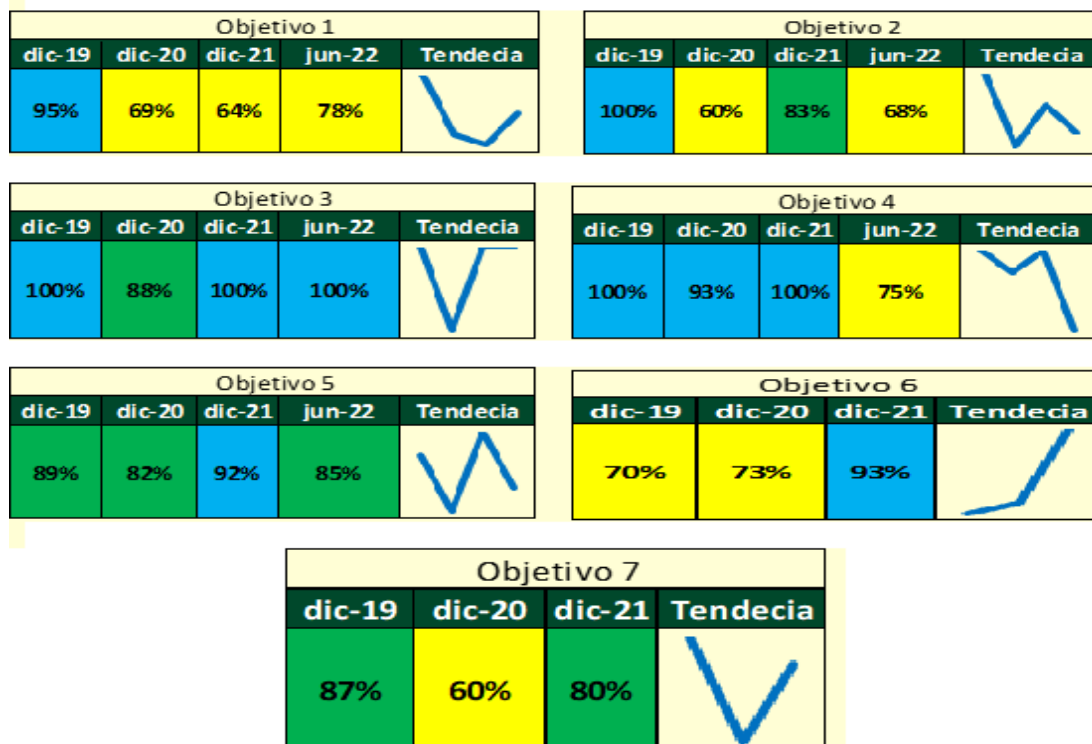 Objetivo 1
dic-19 dic-20 dic-21 jun-22 Tendecia
95% 69% 64% 78%
Objetivo 2
dic-19 dic-20 dic-21 jun-22 Tendecia
100% 60% 83% 68%
Objetivo 3
dic-19 dic-20 dic-21 jun-22 Tendecia
100% 88% 100% 100%
Objetivo 4
dic-19 dic-20 dic-21 jun-22 Tendecia
100% 93% 100% 75%
Objetivo 5
dic-19 dic-20 dic-21 jun-22 Tendecia
89% 82% 92% 85%
Objetivo 6
dic-19 dic-20 dic-21 Tendecia
70% 73% 93%
Objetivo 7
dic-19 dic-20 dic-21 Tendecia
87% 60% 80%